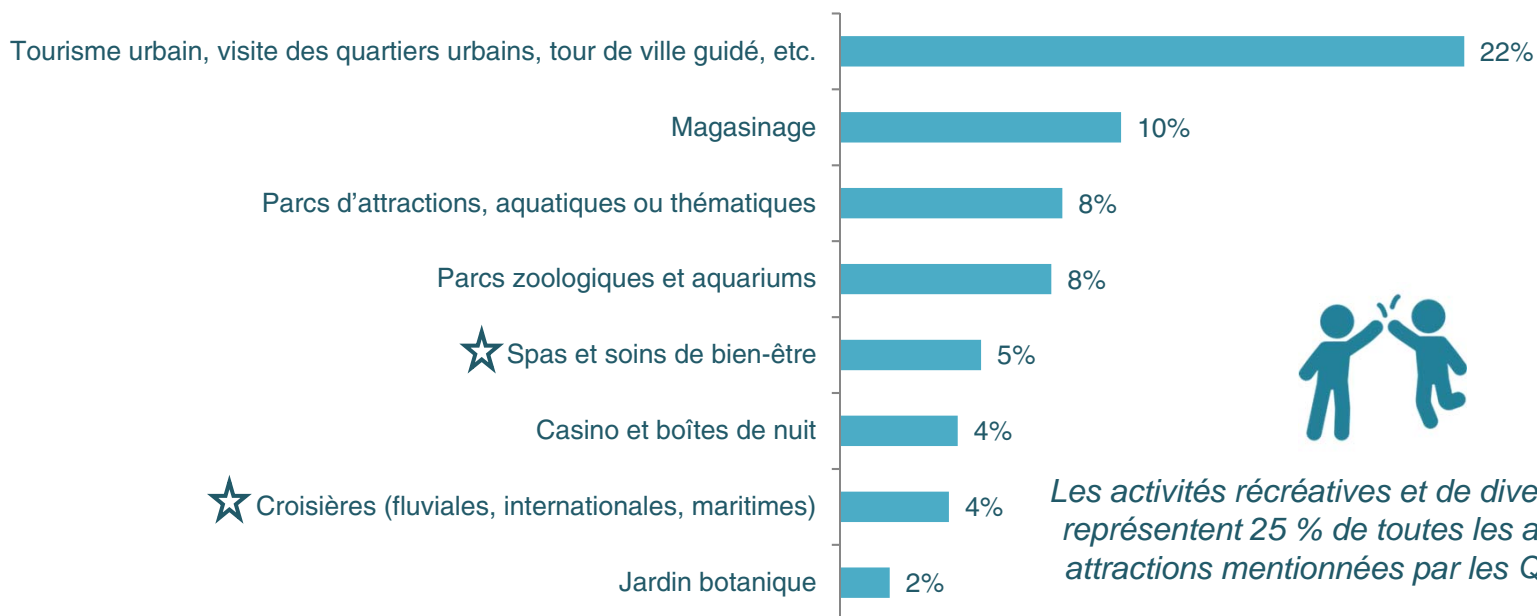 Tourisme urbain, visite des quartiers urbains, tour de ville guidé, etc.
22%
Magasinage
10%
Parcs d’attractions, aquatiques ou thématiques
8%
Parcs zoologiques et aquariums
8%
Spas et soins de bien-être
5%
Casino et boîtes de nuit
4%
Croisières (fluviales, internationales, maritimes)
4%
Jardin botanique
2%
Les activités récréatives et de
représentent 25 % de toutes les
attractions mentionnées par les